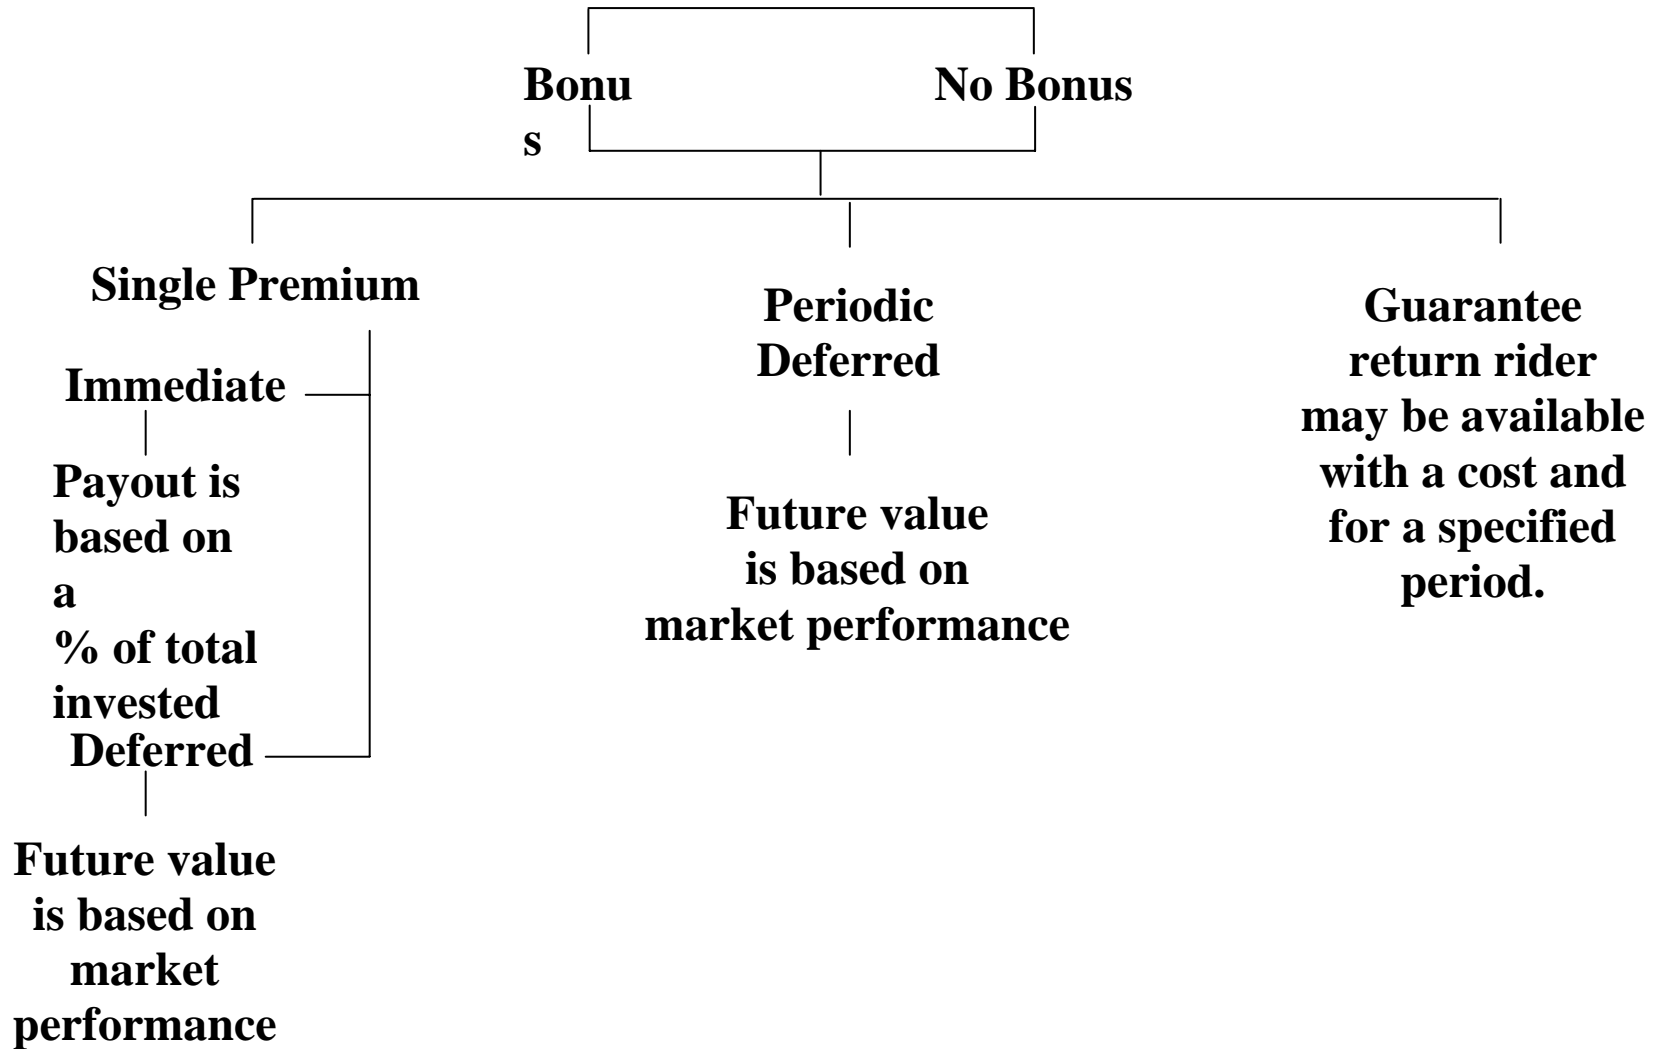 Bonu
s
No Bonus
Single Premium
Immediate
Payout is
based on
a
% of total
invested
Deferred
Future value
is based on
market
performance
Periodic
Deferred
Future value
is based on
market performance
Guarantee
return rider
may be available
with a cost and
for a specified
period.